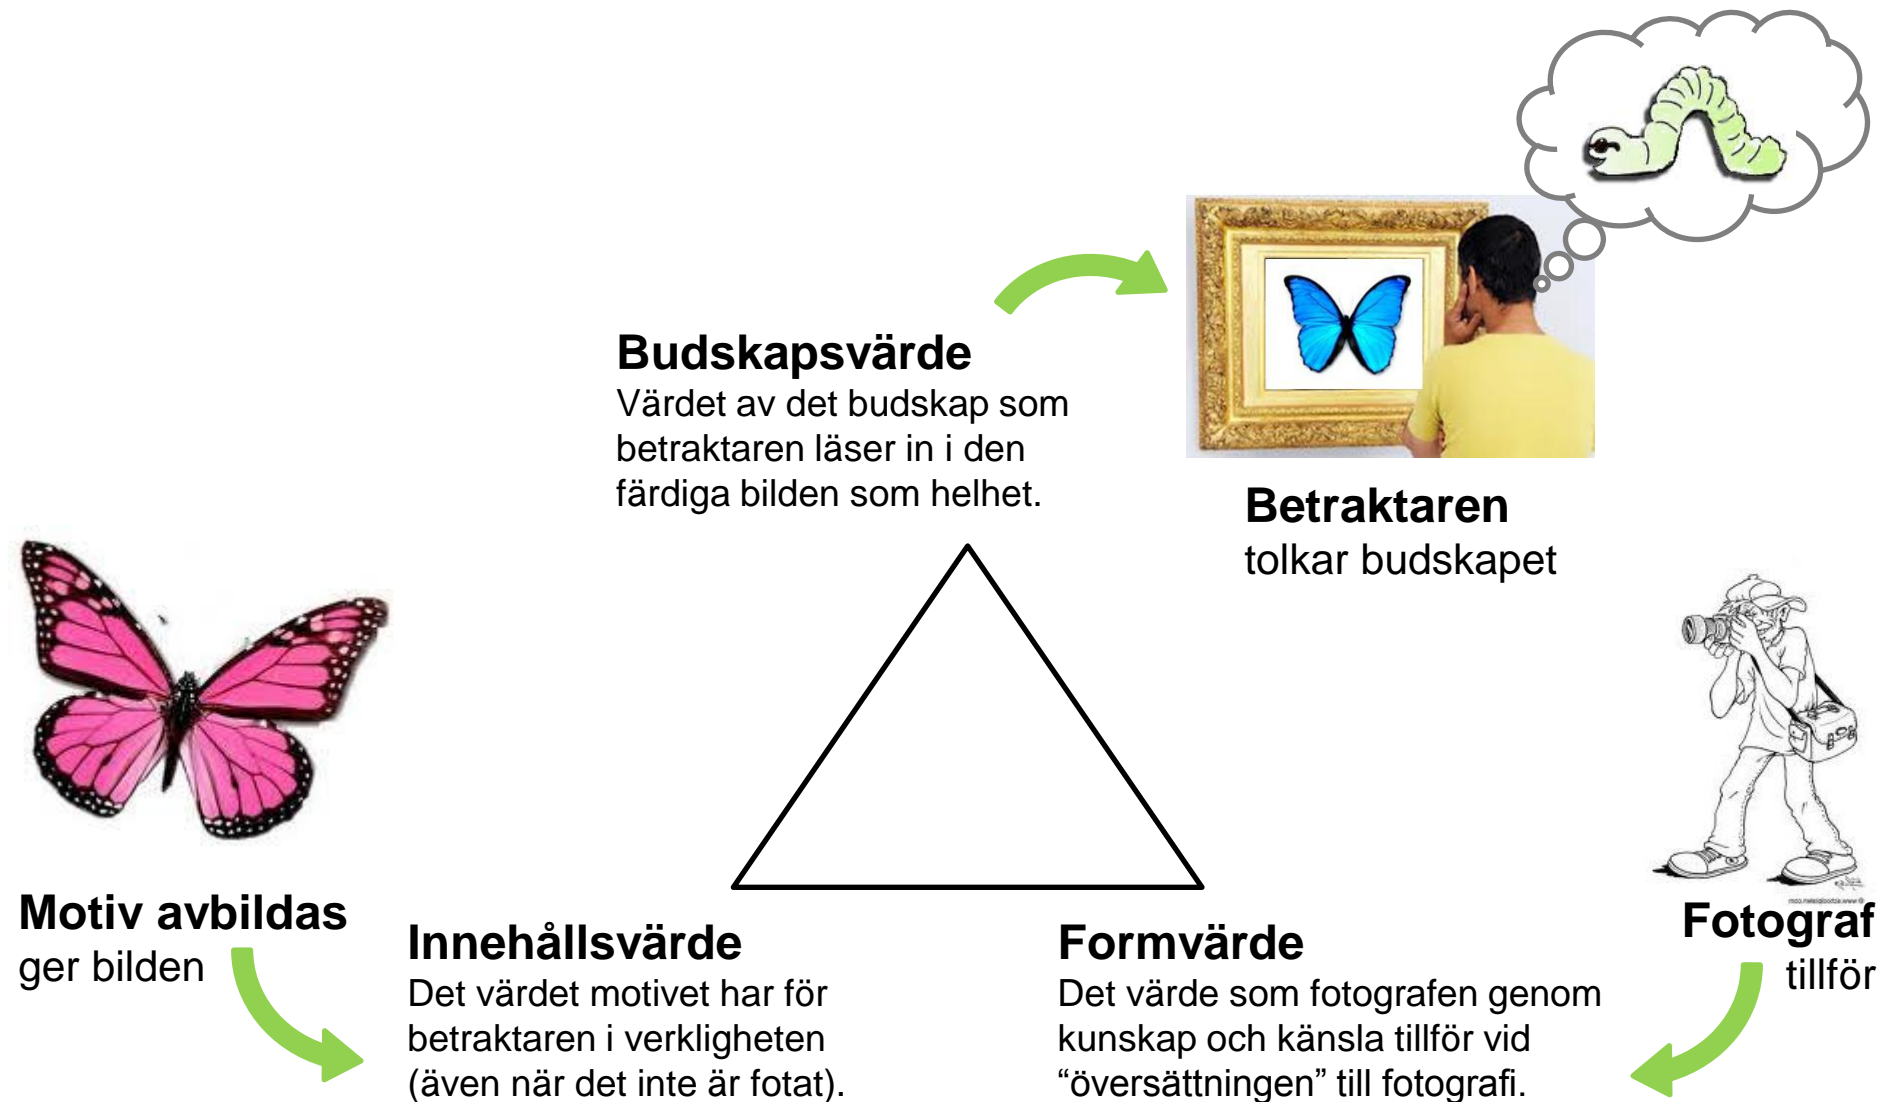 Budskapsvärde
Värdet av det budskap som
betraktaren läser in i den
färdiga bilden som helhet.
Betraktaren
tolkar budskapet
Motiv avbildas
ger bilden
Innehållsvärde
Det värdet motivet har för
betraktaren i verkligheten
(även när det inte är fotat).
Formvärde
Det värde som fotografen genom
kunskap och känsla tillför vid
“översättningen” till fotografi.
Fotograf
tillför